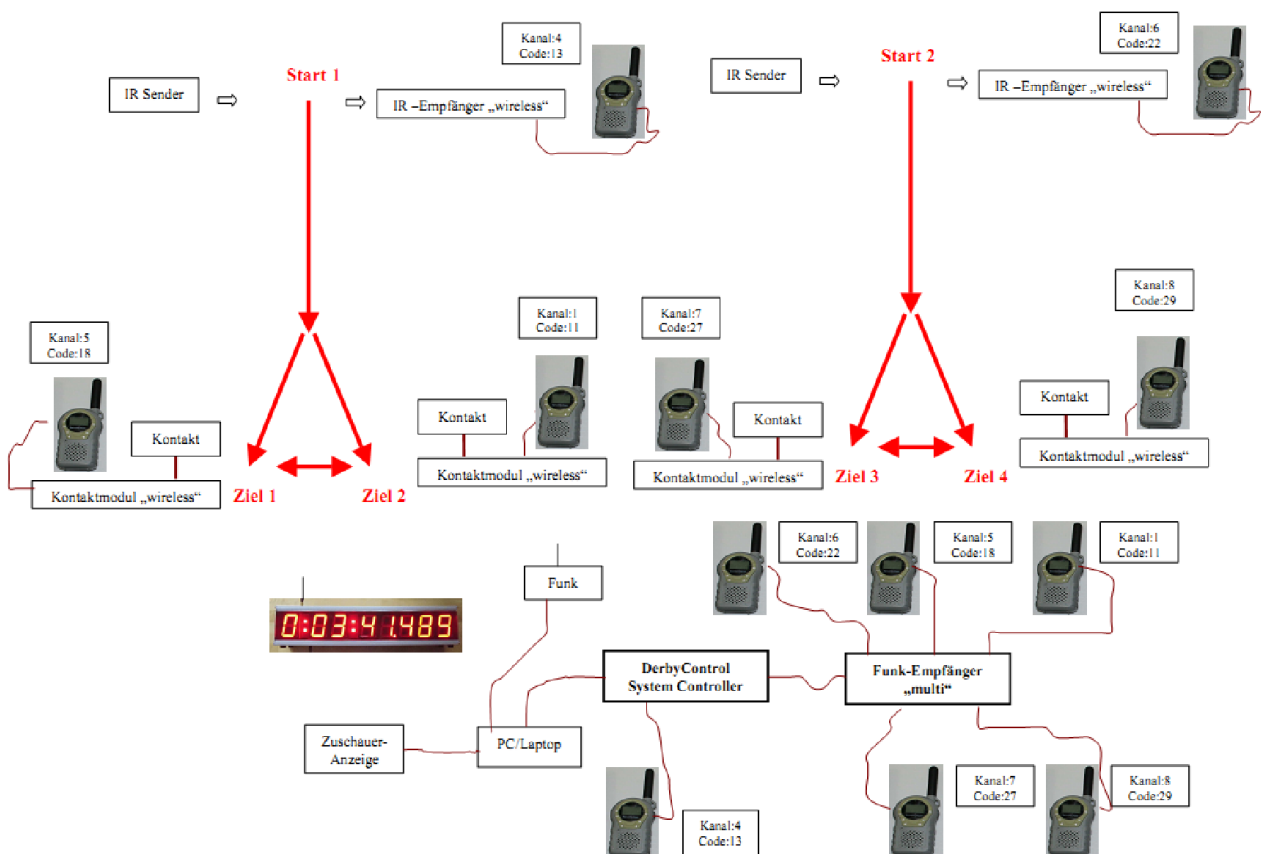 Kanal:4
Code:13
Kanal:6
Code:22
Start 1
Start 2
IR Sender
IR Sender
IR –Empfänger „wireless“
IR –Empfänger „wireless“
Kanal:8
Code:29
Kanal:5
Code:18
Kanal:1
Code:11
Kanal:7
Code:27
Kontakt
Kontakt
Kontakt
Kontakt
Kontaktmodul „wireless“
Ziel 1
Ziel 2
Kontaktmodul „wireless“
Kontaktmodul „wireless“
Ziel 3
Ziel 4
Kontaktmodul „wireless“
Kanal:6
Code:22
Kanal:5
Code:18
Kanal:1
Code:11
Funk
0:03:41.489
DerbyControl
System Controller
Funk-Empfänger
„multi“
Zuschauer-
Anzeige
PC/Laptop
Kanal:7
Code:27
Kanal:8
Code:29
Kanal:4
Code:13